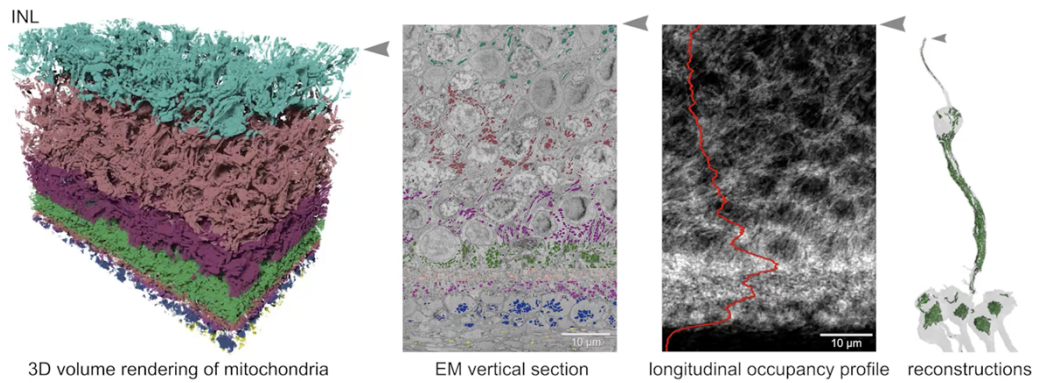 INL
10 µm
10 µm
3D volume rendering of mitochondria
EM vertical section
longitudinal occupancy profile
reconstructions